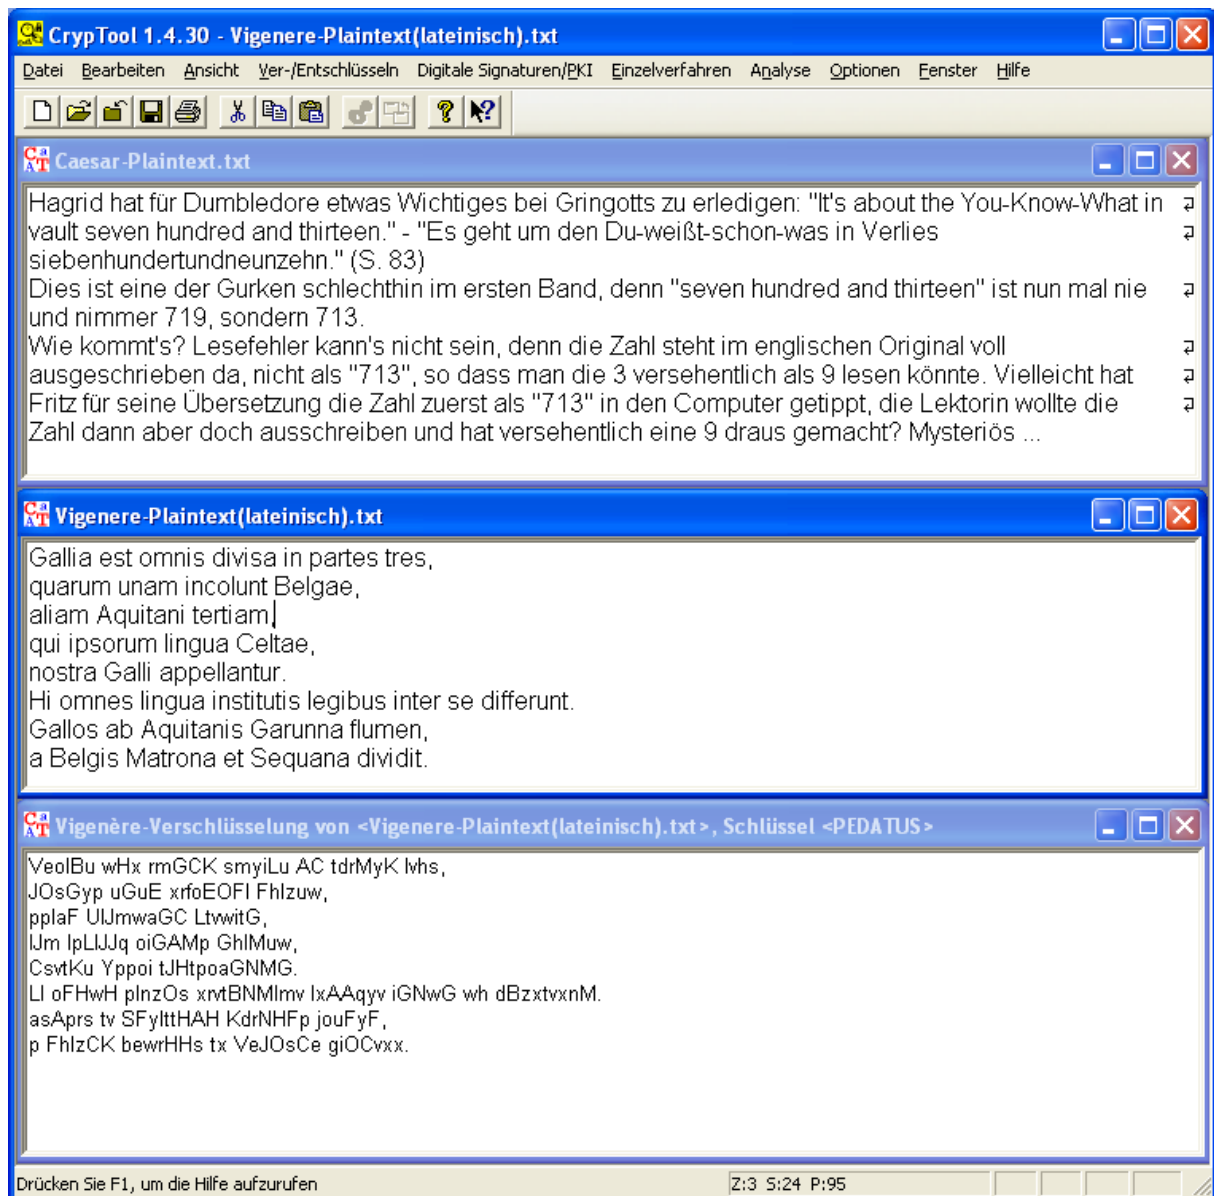 CrypTool 1.4.30 - Vigenere-Plaintext(lateinisch).txt
Datei Bearbeiten Ansicht Ver-/Entschlüsseln Digitale Signaturen/PKI Einzelverfahren Analyse Optionen Fenster Hilfe
Caesar-Plaintext.txt
Hagrid hat für Dumbledore etwas Wichtiges bei Gringotts zu erledigen: "It's about the You-Know-What in
vault seven hundred and thirteen." - "Es geht um den Du-weißt-schon-was in Verlies
siebenhundertundneunzehn." (S. 83)
Dies ist eine der Gurken schlechthin im ersten Band, denn "seven hundred and thirteen" ist nun mal nie
und nimmer 719, sondern 713.
Wie kommt's? Lesefehler kann's nicht sein, denn die Zahl steht im englischen Original voll
ausgeschrieben da, nicht als "713", so dass man die 3 versehentlich als 9 lesen könnte. Vielleicht hat
Fritz für seine Übersetzung die Zahl zuerst als "713" in den Computer getippt, die Lektorin wollte die
Zahl dann aber doch ausschreiben und hat versehentlich eine 9 draus gemacht? Mysteriös ...
Vigenere-Plaintext(lateinisch).txt
Gallia est omnis divisa in partes tres,
quarum unam incolunt Belgae,
aliam Aquitani tertiam,
qui ipsorum lingua Celtae,
nostra Galli appellantur.
Hi omnes lingua institutis legibus inter se differunt.
Gallos ab Aquitanis Garunna flumen,
a Belgis Matrona et Sequana dividit.
Vigenère-Verschlüsselung von <Vigenere-Plaintext(lateinisch).txt>, Schlüssel <PEDATUS>
VeolBu wHx rmGCK smyiLu AC tdrMyK lvhs,
JOsGyp uGuE xrfoEOFl Fhlzuw,
pplaF UIJmwaGC LtvwitG,
IJm lpLIJJq oiGAMp GhlMuw,
CsvtKu Yppoi tJHtpoaGNMG.
LI oFHwH plnzOs xrvtBNMlmv lxAAqyv iGNwG wh dBzxtvxnM.
asAprs tv SFylttHAH KdrNHFp jouFyF,
p FhlzCK bewrHHs tx VeJOsCe giOCvxx.
Drücken Sie F1, um die Hilfe aufzurufen Z:3 S:24 P:95